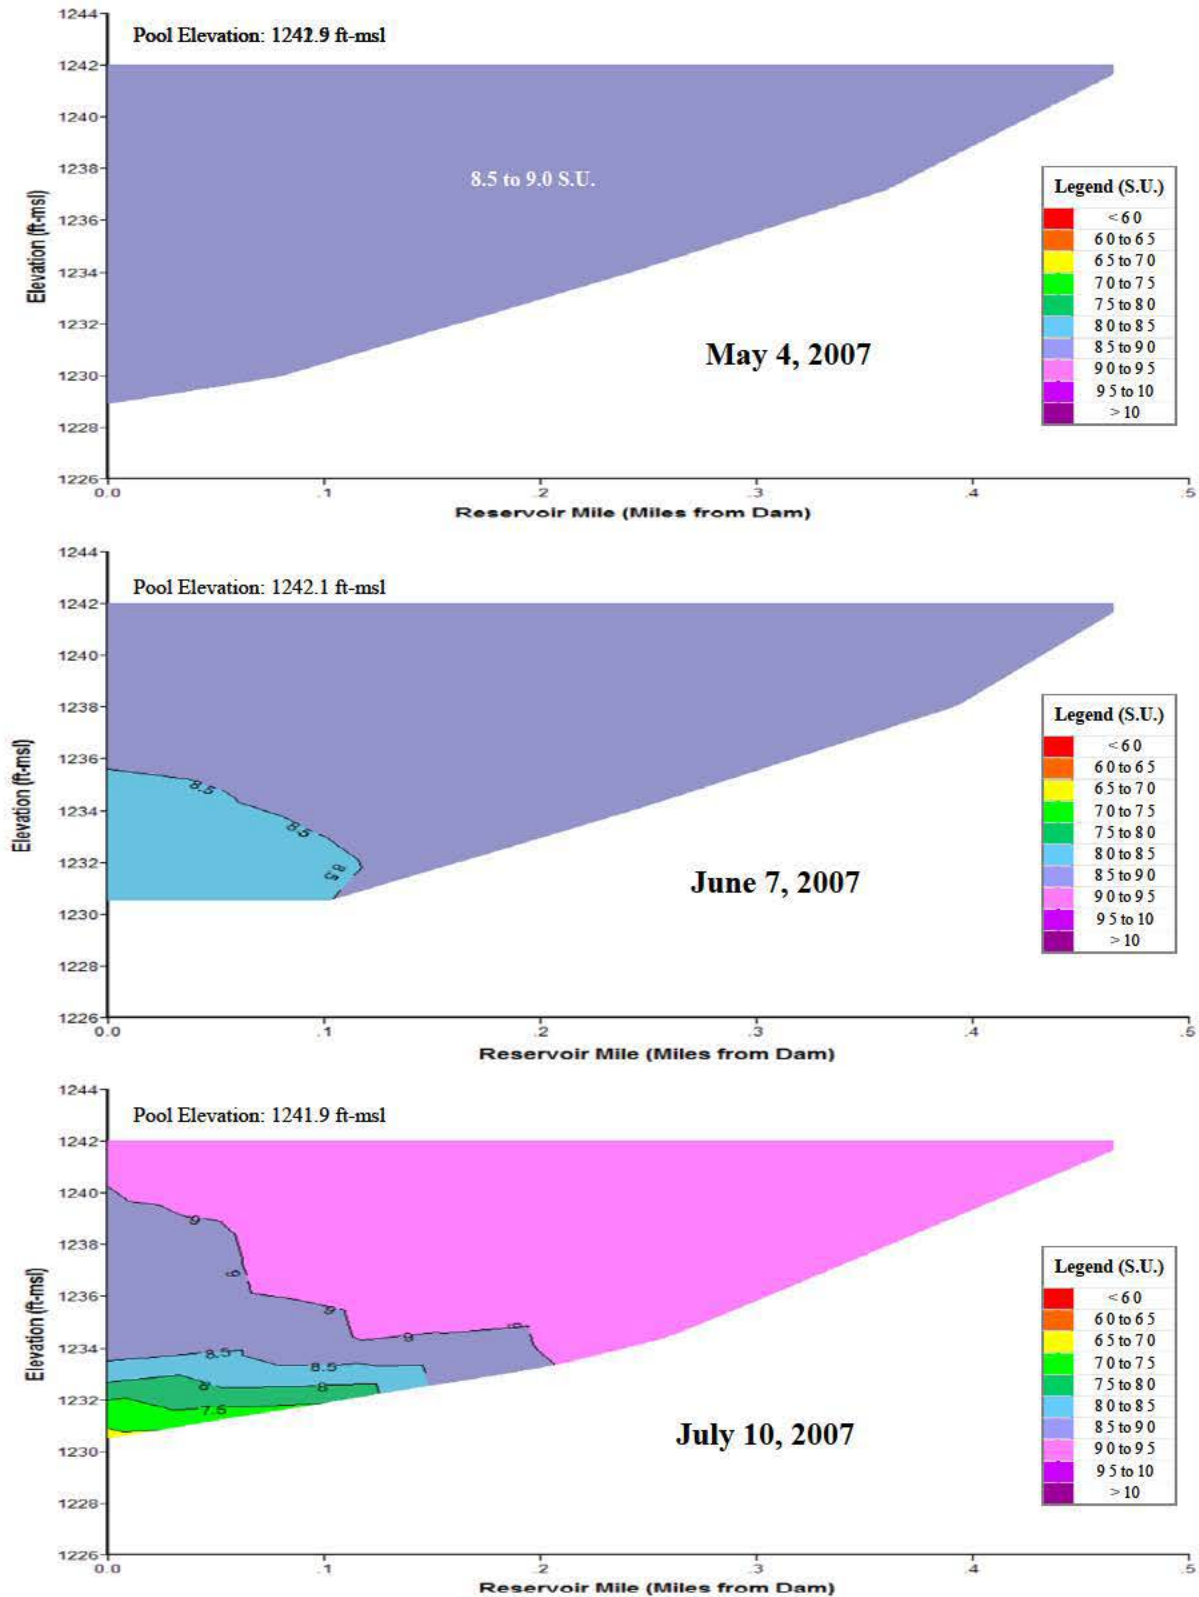 1244
Pool Elevation: 1241.9 ft-msl
1242
1240
1238
8.5 to 9.0 S.U.
1236
1234
1232
1230
1228
1226
Elevation (ft-msl)
May 4, 2007
Legend (S.U.)
< 6 0
6 0 to 6 5
6 5 to 7 0
7 0 to 7 5
7 5 to 8 0
8 0 to 8 5
8 5 to 9 0
9 0 to 9 5
9 5 to 10
> 10
0.0 .1 .2 .3 .4 .5
Reservoir Mile (Miles from Dam)
1244
Pool Elevation: 1242.1 ft-msl
1242
1240
1238
1236
1234
1232
1230
1228
1226
Elevation (ft-msl)
8.5
8.5
8.5
June 7, 2007
Legend (S.U.)
< 6 0
6 0 to 6 5
6 5 to 7 0
7 0 to 7 5
7 5 to 8 0
8 0 to 8 5
8 5 to 9 0
9 0 to 9 5
9 5 to 10
> 10
0.0 .1 .2 .3 .4 .5
Reservoir Mile (Miles from Dam)
1244
Pool Elevation: 1241.9 ft-msl
1242
1240
1238
1236
1234
1232
1230
1228
1226
Elevation (ft-msl)
9
9
9
9
9
8.5
8.5
8
8
7.5
July 10, 2007
Legend (S.U.)
< 6 0
6 0 to 6 5
6 5 to 7 0
7 0 to 7 5
7 5 to 8 0
8 0 to 8 5
8 5 to 9 0
9 0 to 9 5
9 5 to 10
> 10
0.0 .1 .2 .3 .4 .5
Reservoir Mile (Miles from Dam)